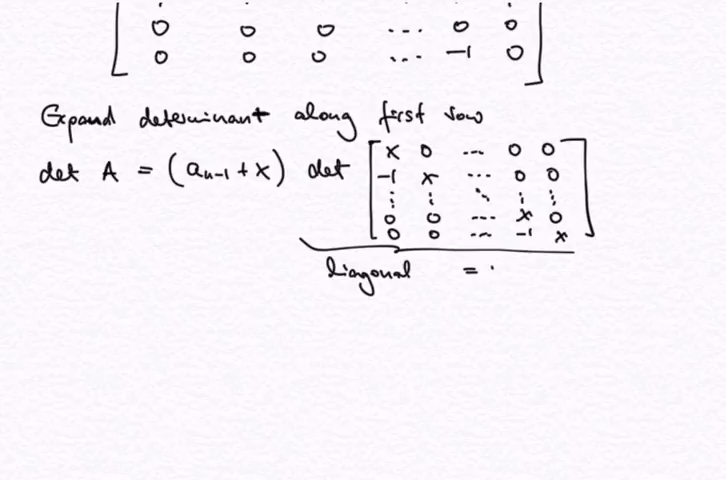 0 0 0 ... 0 0
0 0 0 ... -1 0
Expand determinant along first row
det A = (aₙ₋₁ + x) det
x 0 ... 0 0
-1 x ... 0 0
⋮ ⋮ ⋱ ⋮ ⋮
0 0 ... x 0
0 0 ... -1 x
diagonal =